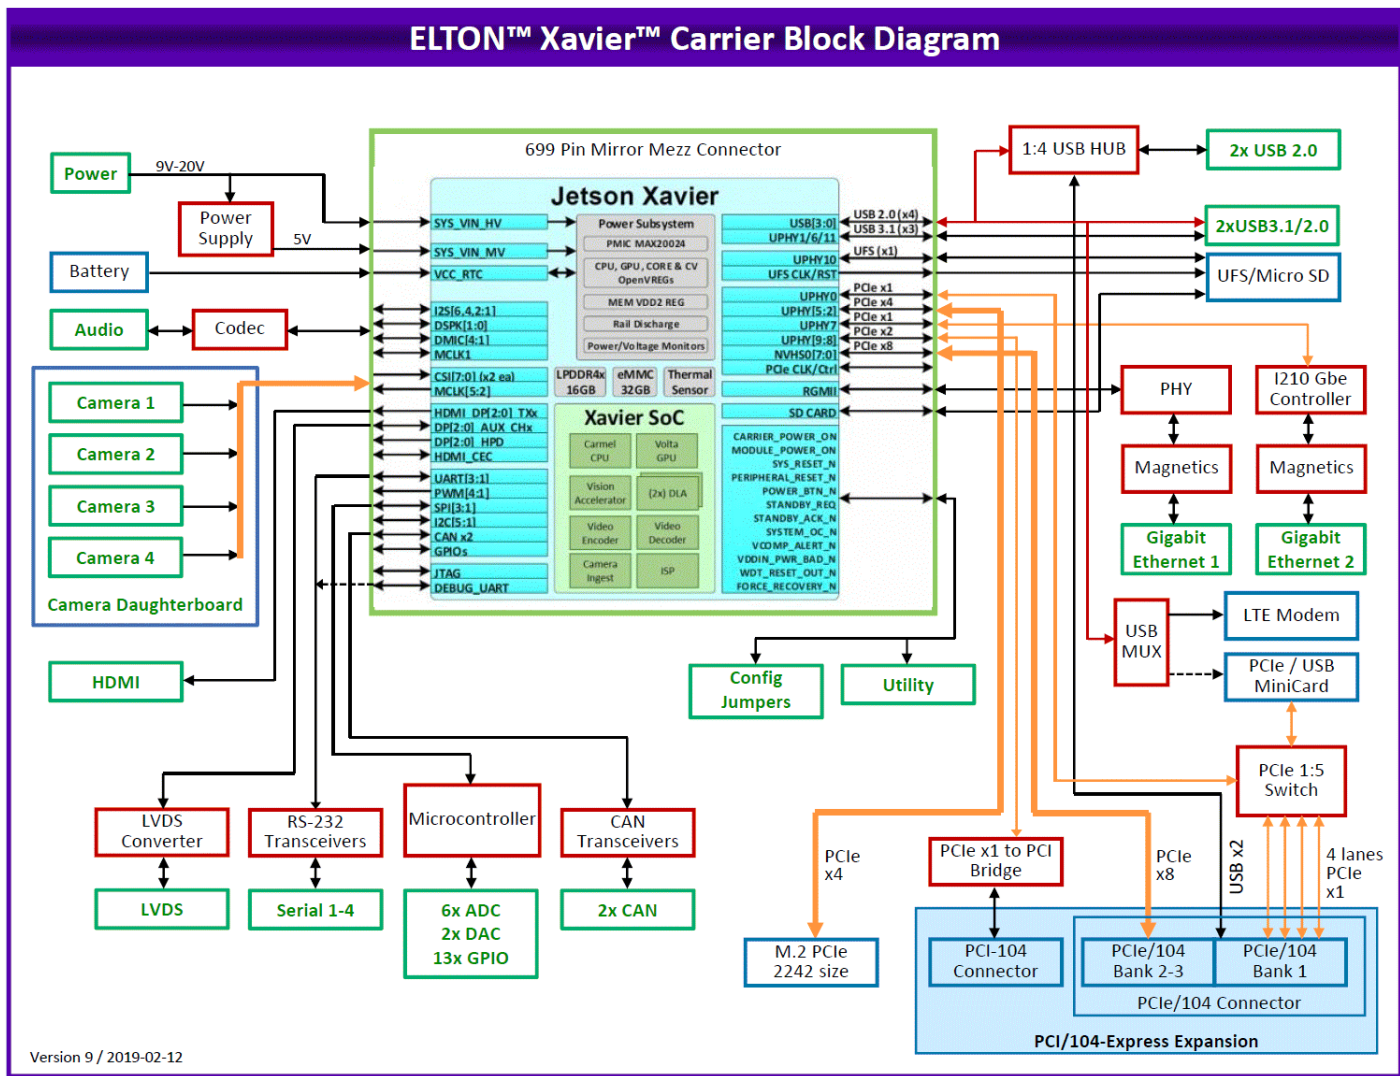 ELTON™ Xavier™ Carrier Block Diagram
699 Pin Mirror Mezz Connector
Jetson Xavier
Power
9V-20V
Power
Supply
5V
Battery
Audio
Codec
Camera 1
Camera 2
Camera 3
Camera 4
Camera Daughterboard
HDMI
SYS_VIN_HV
SYS_VIN_MV
VCC_RTC
I2S[6,4,2:1]
DSPK[1:0]
DMIC[4:1]
MCLK1
CSI[7:0] (x2 ea)
MCLK[5:2]
HDMI_DP[2:0]_TXx
DP[2:0]_AUX_CHx
DP[2:0]_HPD
HDMI_CEC
UART[3:1]
PWM[4:1]
SPI[3:1]
I2C[5:1]
CAN x2
GPIOs
JTAG
DEBUG_UART
Power Subsystem
PMIC MAX20024
CPU, GPU, CORE & CV
OpenVREGs
MEM VDD2 REG
Rail Discharge
Power/Voltage Monitors
LPDDR4x
16GB
eMMC
32GB
Thermal
Sensor
Xavier SoC
Carmel
CPU
Volta
GPU
Vision
Accelerator
(2x) DLA
Video
Encoder
Video
Decoder
Camera
Ingest
ISP
USB[3:0]
UPHY1/6/11
UPHY10
UFS CLK/RST
UPHY0
UPHY[5:2]
UPHY7
UPHY[9:8]
NVHS0[7:0]
PCIe CLK/Ctrl
RGMII
SD CARD
CARRIER_POWER_ON
MODULE_POWER_ON
SYS_RESET_N
PERIPHERAL_RESET_N
POWER_BTN_N
STANDBY_REQ
STANDBY_ACK_N
SYSTEM_OC_N
VCOMP_ALERT_N
VDDIN_PWR_BAD_N
WDT_RESET_OUT_N
FORCE_RECOVERY_N
USB 2.0 (x4)
USB 3.1 (x3)
UFS (x1)
PCIe x1
PCIe x4
PCIe x1
PCIe x2
PCIe x8
1:4 USB HUB
2x USB 2.0
2xUSB3.1/2.0
UFS/Micro SD
PHY
I210 Gbe
Controller
Magnetics
Magnetics
Gigabit
Ethernet 1
Gigabit
Ethernet 2
USB
MUX
LTE Modem
PCIe / USB
MiniCard
PCIe 1:5
Switch
Config
Jumpers
Utility
LVDS
Converter
RS-232
Transceivers
Microcontroller
CAN
Transceivers
LVDS
Serial 1-4
6x ADC
2x DAC
13x GPIO
2x CAN
PCIe
x4
PCIe x1 to PCI
Bridge
PCIe
x8
USB x2
4 lanes
PCIe
x1
M.2 PCIe
2242 size
PCI-104
Connector
PCIe/104
Bank 2-3
PCIe/104
Bank 1
PCIe/104 Connector
PCI/104-Express Expansion
Version 9 / 2019-02-12